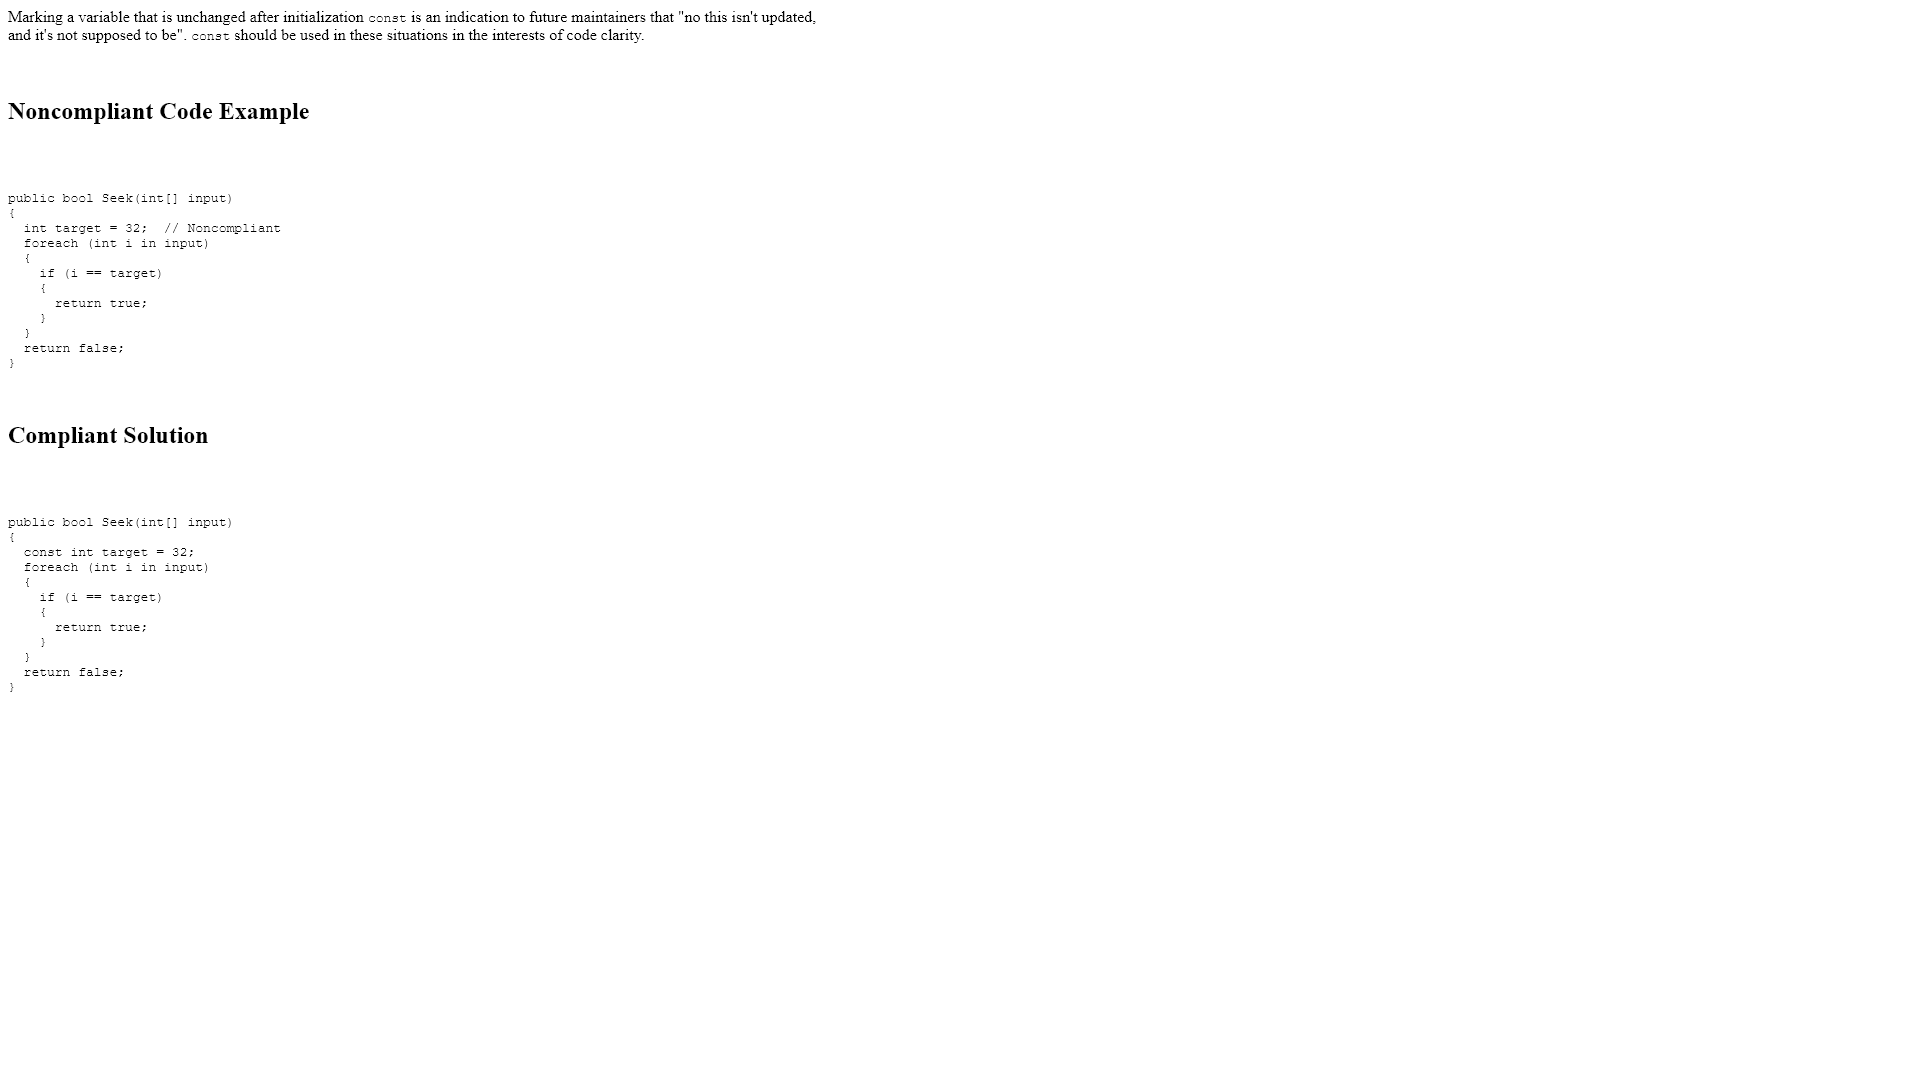 Marking a variable that is unchanged after initialization const is an indication to future maintainers that "no this isn't updated,
and it's not supposed to be". const should be used in these situations in the interests of code clarity.
Noncompliant Code Example
public bool Seek(int[] input)
{
  int target = 32;  // Noncompliant
  foreach (int i in input)
  {
    if (i == target)
    {
      return true;
    }
  }
  return false;
}
Compliant Solution
public bool Seek(int[] input)
{
  const int target = 32;
  foreach (int i in input)
  {
    if (i == target)
    {
      return true;
    }
  }
  return false;
}